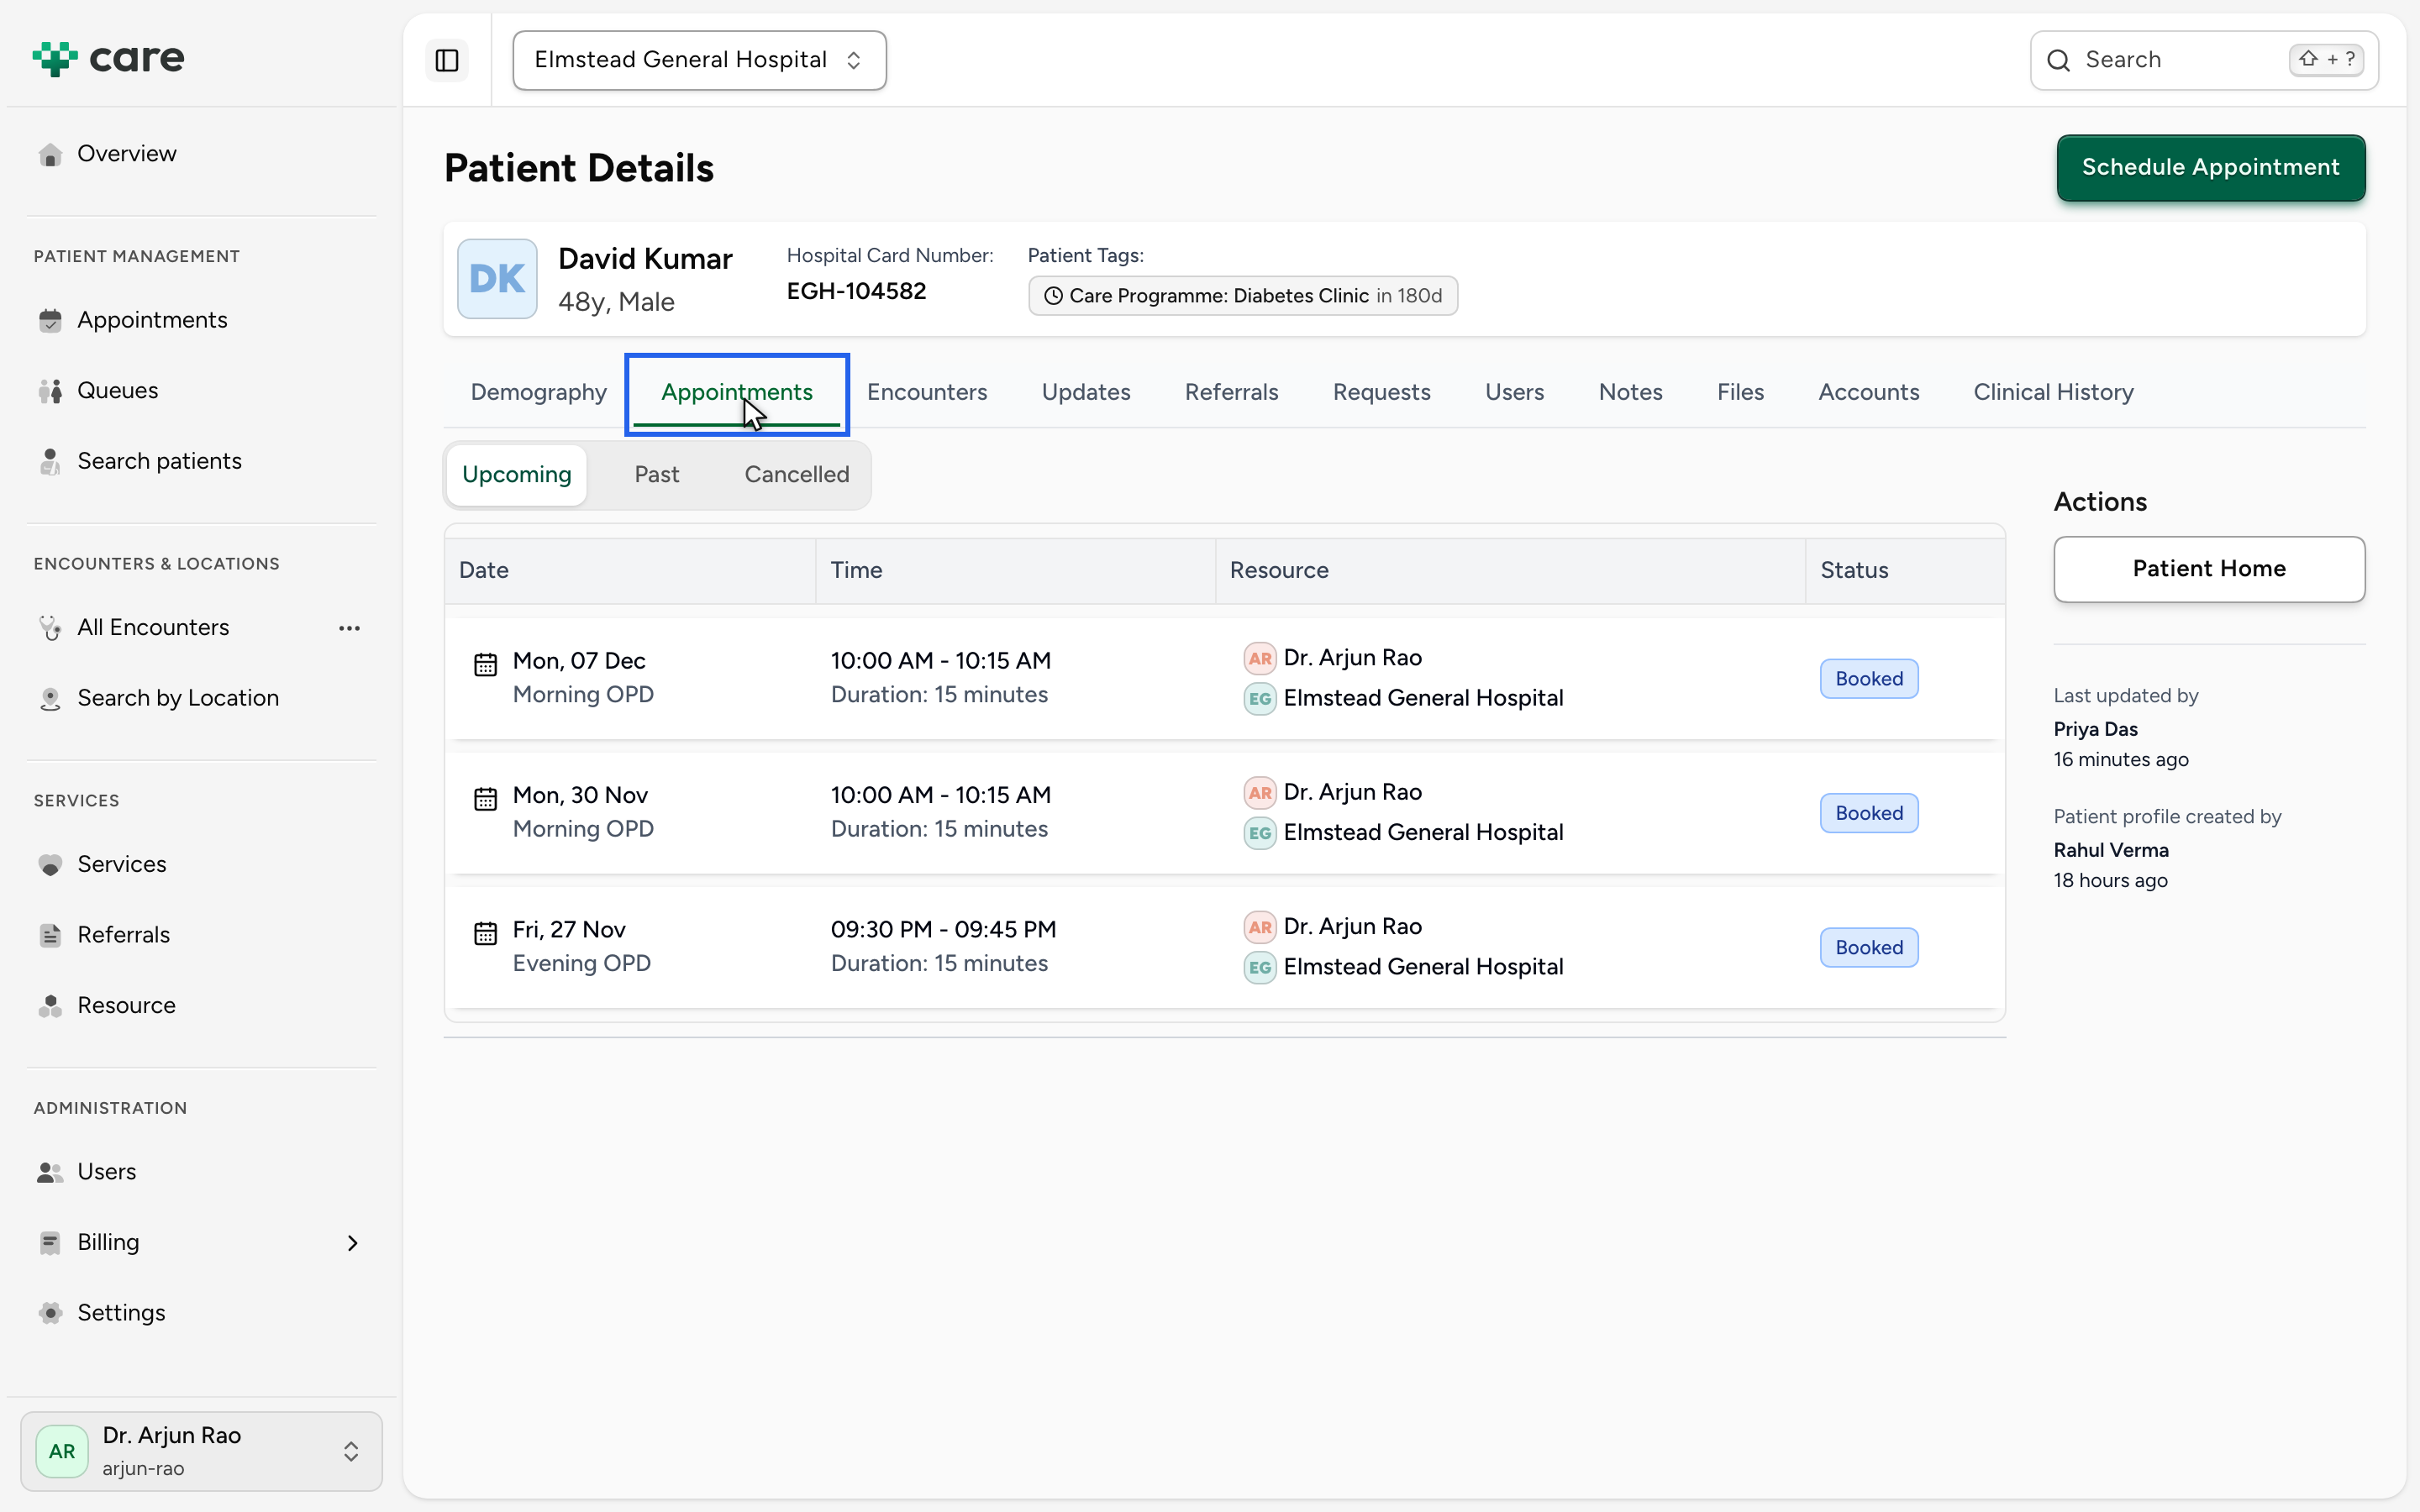 care
Elmstead General Hospital
Search
+ ?
Overview
PATIENT MANAGEMENT
Appointments
Queues
Search patients
ENCOUNTERS & LOCATIONS
All Encounters
Search by Location
SERVICES
Services
Referrals
Resource
ADMINISTRATION
Users
Billing
Settings
AR
Dr. Arjun Rao
arjun-rao
Patient Details
Schedule Appointment
DK
David Kumar
48y, Male
Hospital Card Number:
EGH-104582
Patient Tags:
Care Programme: Diabetes Clinic in 180d
Demography Appointments Encounters Updates Referrals Requests Users Notes Files Accounts Clinical History
Upcoming Past Cancelled
Date Time Resource Status
Mon, 07 Dec
Morning OPD
10:00 AM - 10:15 AM
Duration: 15 minutes
AR Dr. Arjun Rao
EG Elmstead General Hospital
Booked
Mon, 30 Nov
Morning OPD
10:00 AM - 10:15 AM
Duration: 15 minutes
AR Dr. Arjun Rao
EG Elmstead General Hospital
Booked
Fri, 27 Nov
Evening OPD
09:30 PM - 09:45 PM
Duration: 15 minutes
AR Dr. Arjun Rao
EG Elmstead General Hospital
Booked
Actions
Patient Home
Last updated by
Priya Das
16 minutes ago
Patient profile created by
Rahul Verma
18 hours ago